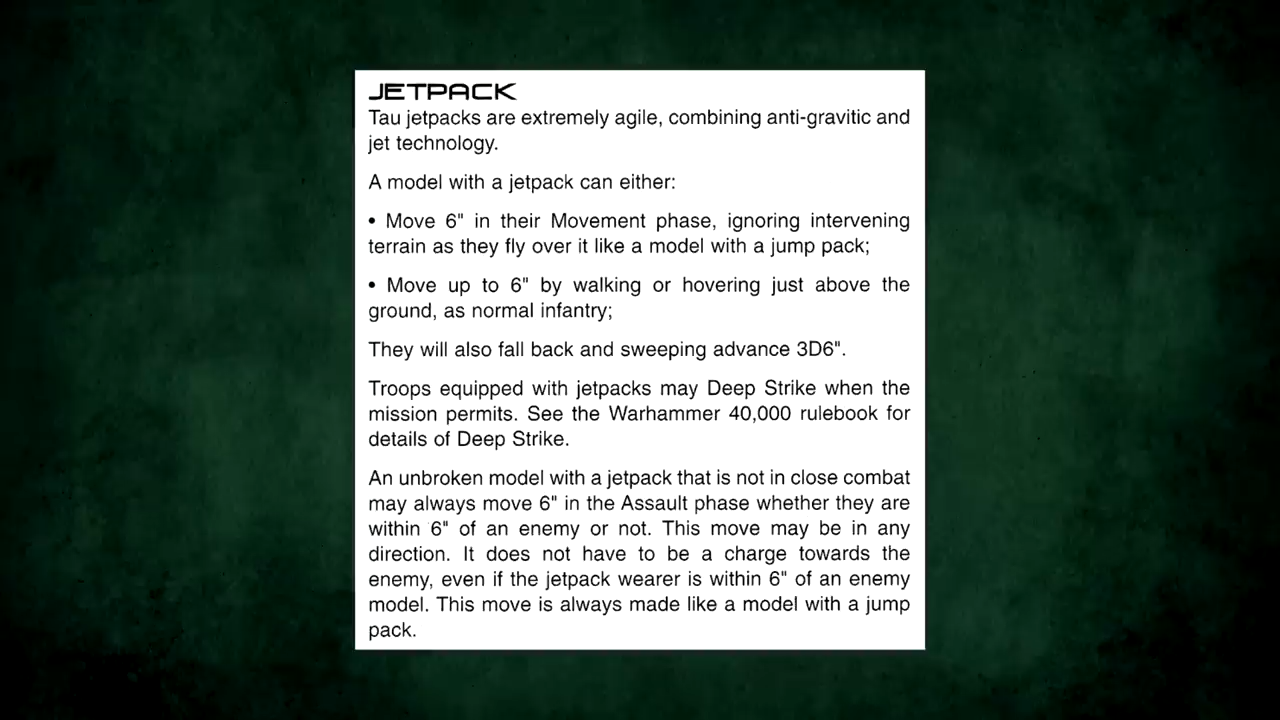 JETPACK
Tau jetpacks are extremely agile, combining anti-gravitic and
jet technology.
A model with a jetpack can either:
• Move 6" in their Movement phase, ignoring intervening
terrain as they fly over it like a model with a jump pack;
• Move up to 6" by walking or hovering just above the
ground, as normal infantry;
They will also fall back and sweeping advance 3D6".
Troops equipped with jetpacks may Deep Strike when the
mission permits. See the Warhammer 40,000 rulebook for
details of Deep Strike.
An unbroken model with a jetpack that is not in close combat
may always move 6" in the Assault phase whether they are
within 6" of an enemy or not. This move may be in any
direction. It does not have to be a charge towards the
enemy, even if the jetpack wearer is within 6" of an enemy
model. This move is always made like a model with a jump
pack.